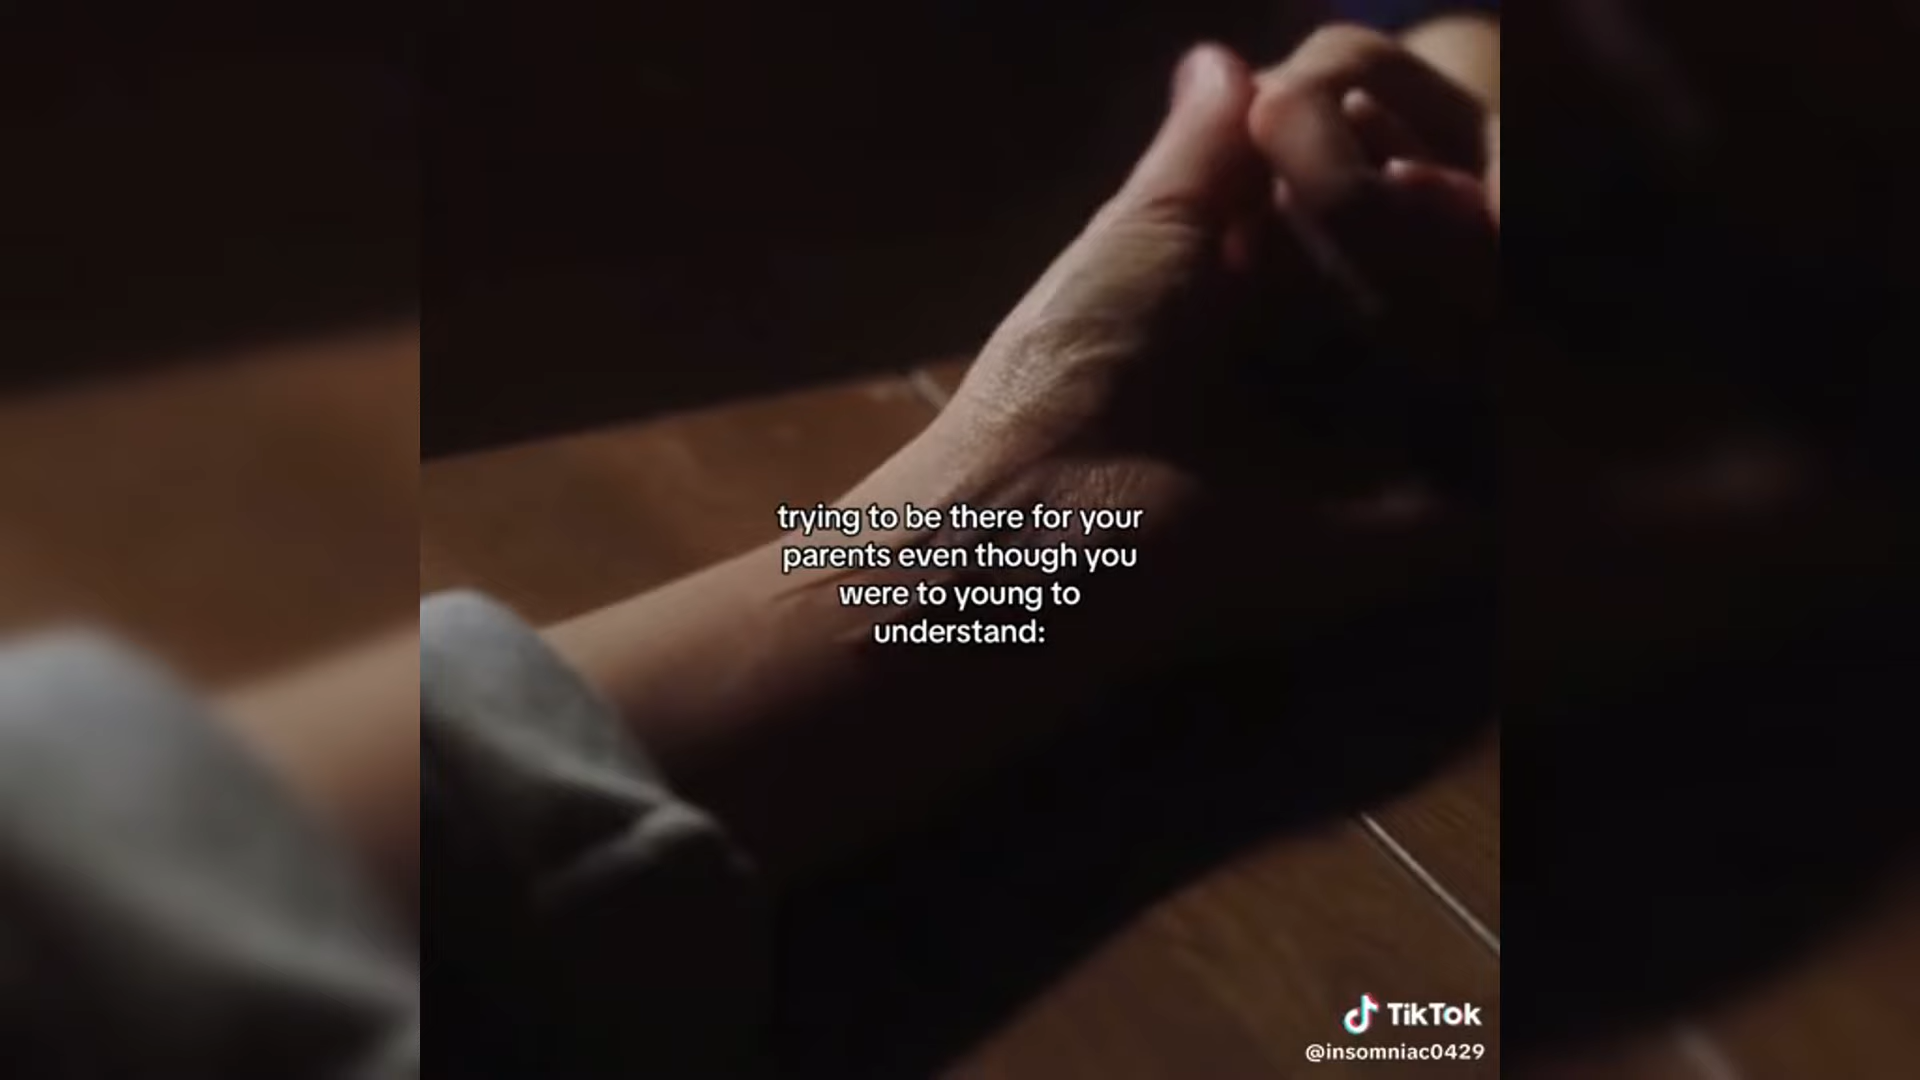 trying to be there for your
parents even though you
were to young to
understand:
TikTok
@insomniac0429